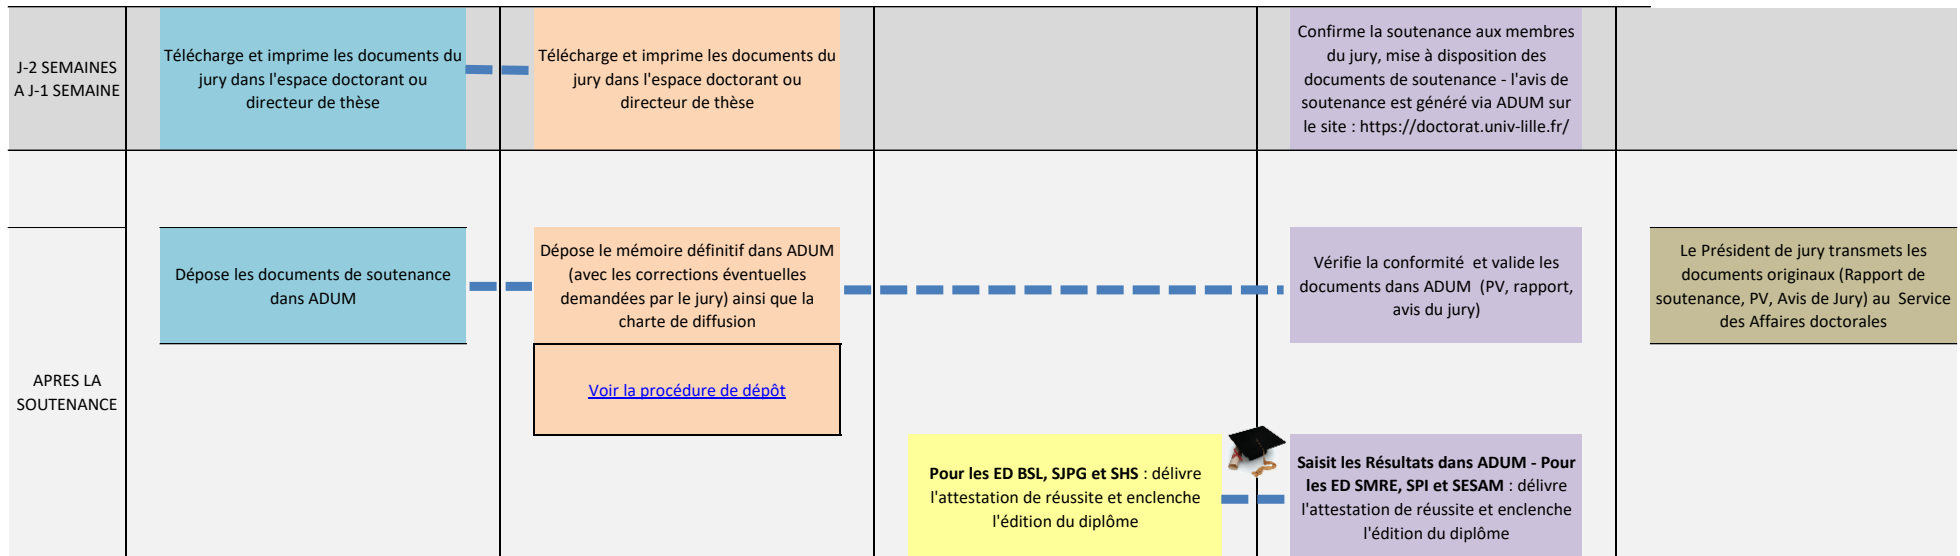 J-2 SEMAINES
A J-1 SEMAINE
Télécharge et imprime les documents du
jury dans l'espace doctorant ou
directeur de thèse
Télécharge et imprime les documents du
jury dans l'espace doctorant ou
directeur de thèse
Confirme la soutenance aux membres
du jury, mise à disposition des
documents de soutenance - l'avis de
soutenance est généré via ADUM sur
le site : https://doctorat.univ-lille.fr/
APRES LA
SOUTENANCE
Dépose les documents de soutenance
dans ADUM
Dépose le mémoire définitif dans ADUM
(avec les corrections éventuelles
demandées par le jury) ainsi que la
charte de diffusion
Voir la procédure de dépôt
Vérifie la conformité et valide les
documents dans ADUM (PV, rapport,
avis du jury)
Le Président de jury transmets les
documents originaux (Rapport de
soutenance, PV, Avis de Jury) au Service
des Affaires doctorales
Pour les ED BSL, SJPG et SHS : délivre
l'attestation de réussite et enclenche
l'édition du diplôme
Saisit les Résultats dans ADUM - Pour
les ED SMRE, SPI et SESAM : délivre
l'attestation de réussite et enclenche
l'édition du diplôme